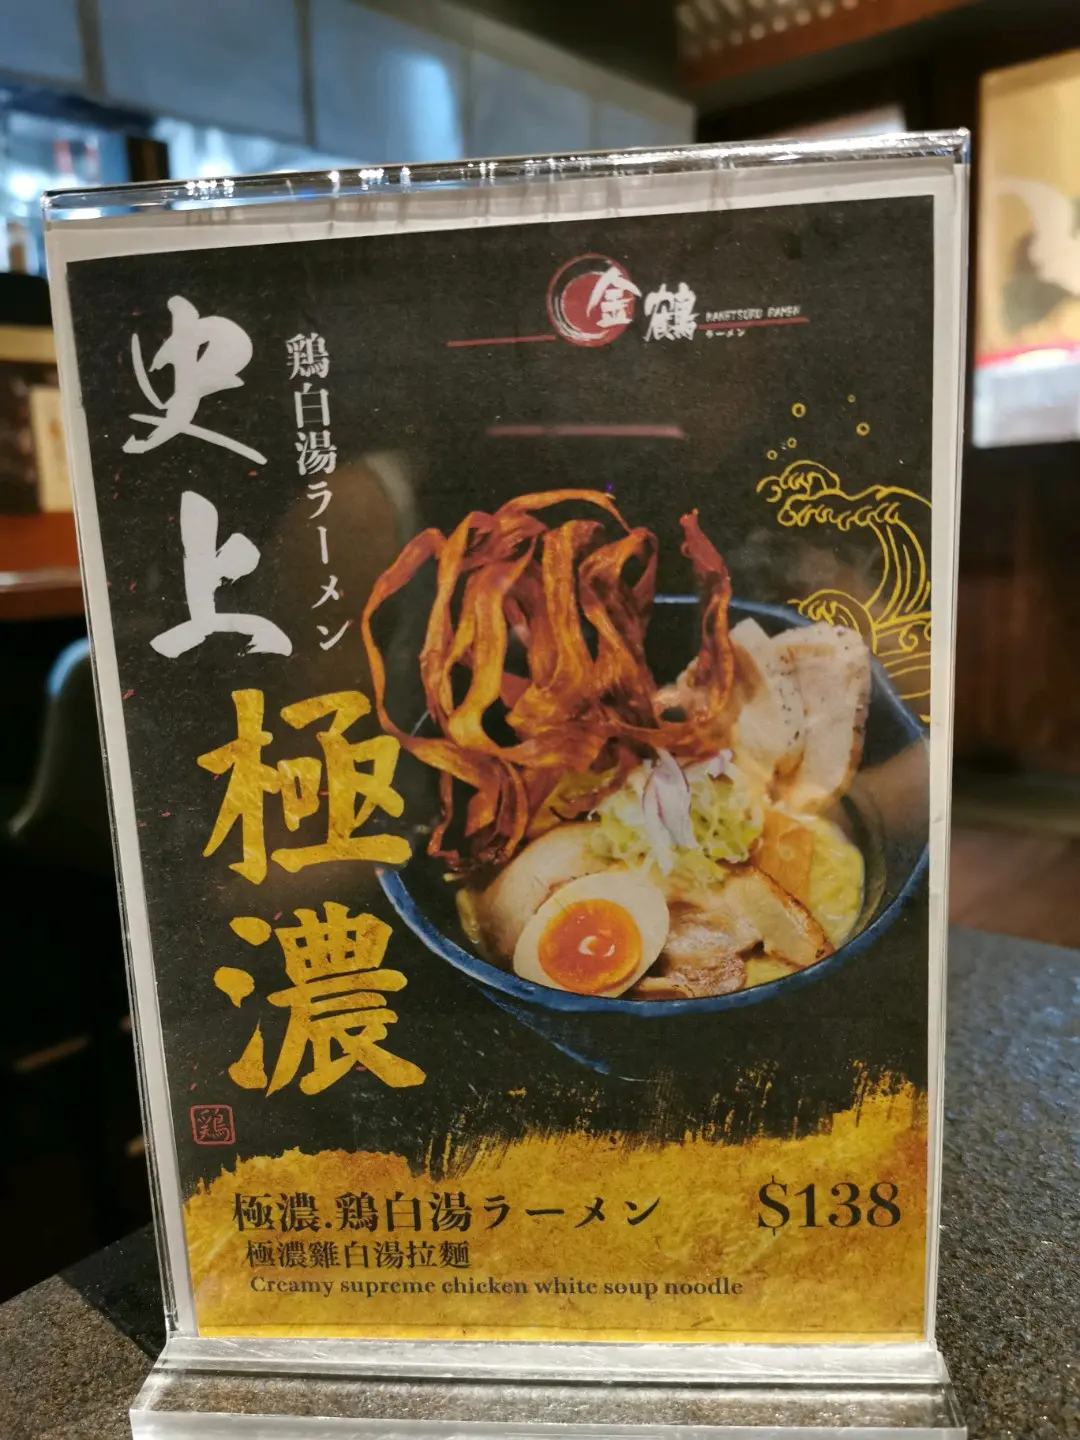 金鶴
KANETSURU RAMEN
ラーメン
史上
極濃
鶏白湯ラーメン
鶏
極濃.鶏白湯ラーメン
$138
極濃雞白湯拉麵
Creamy supreme chicken white soup noodle